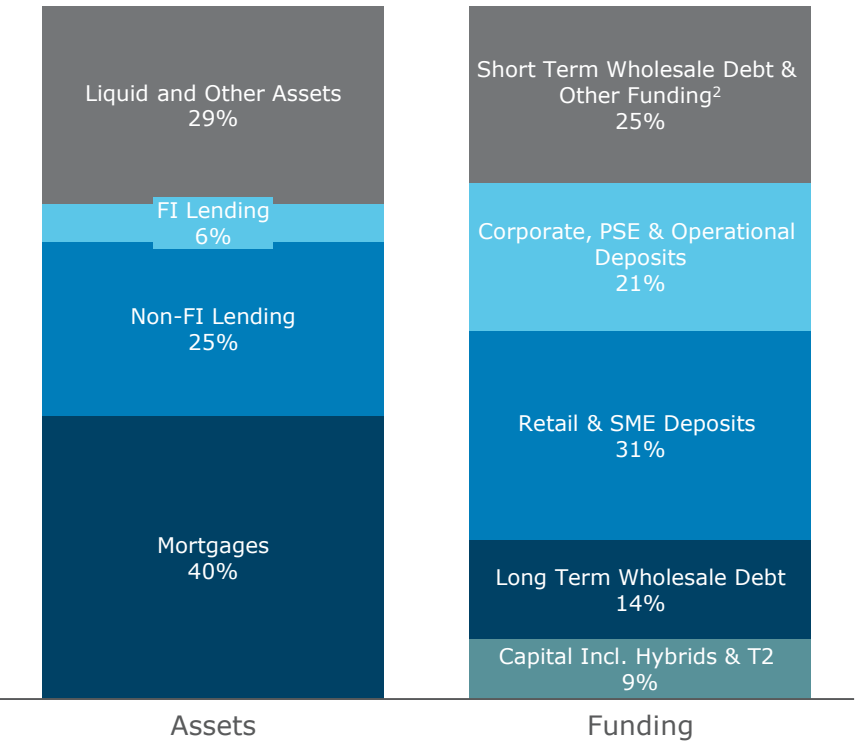 Liquid and Other Assets
29%
FI Lending
6%
Non-FI Lending
25%
Mortgages
40%
Assets
Short Term Wholesale Debt &
Other Funding²
25%
Corporate, PSE & Operational
Deposits
21%
Retail & SME Deposits
31%
Long Term Wholesale Debt
14%
Capital Incl. Hybrids & T2
9%
Funding